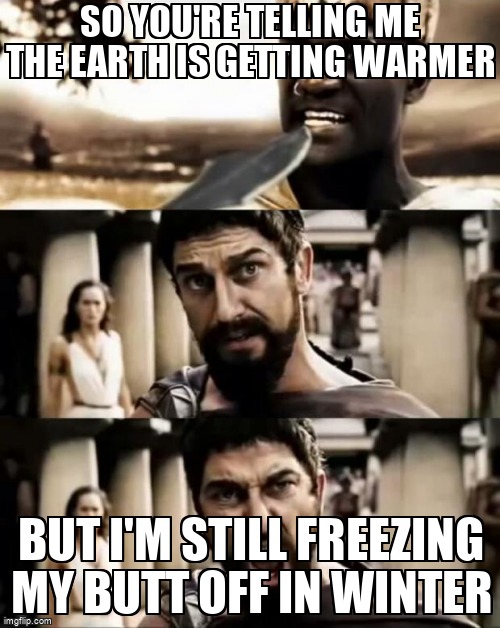 SO YOU'RE TELLING ME
THE EARTH IS GETTING WARMER
BUT I'M STILL FREEZING
MY BUTT OFF IN WINTER
imgflip.com